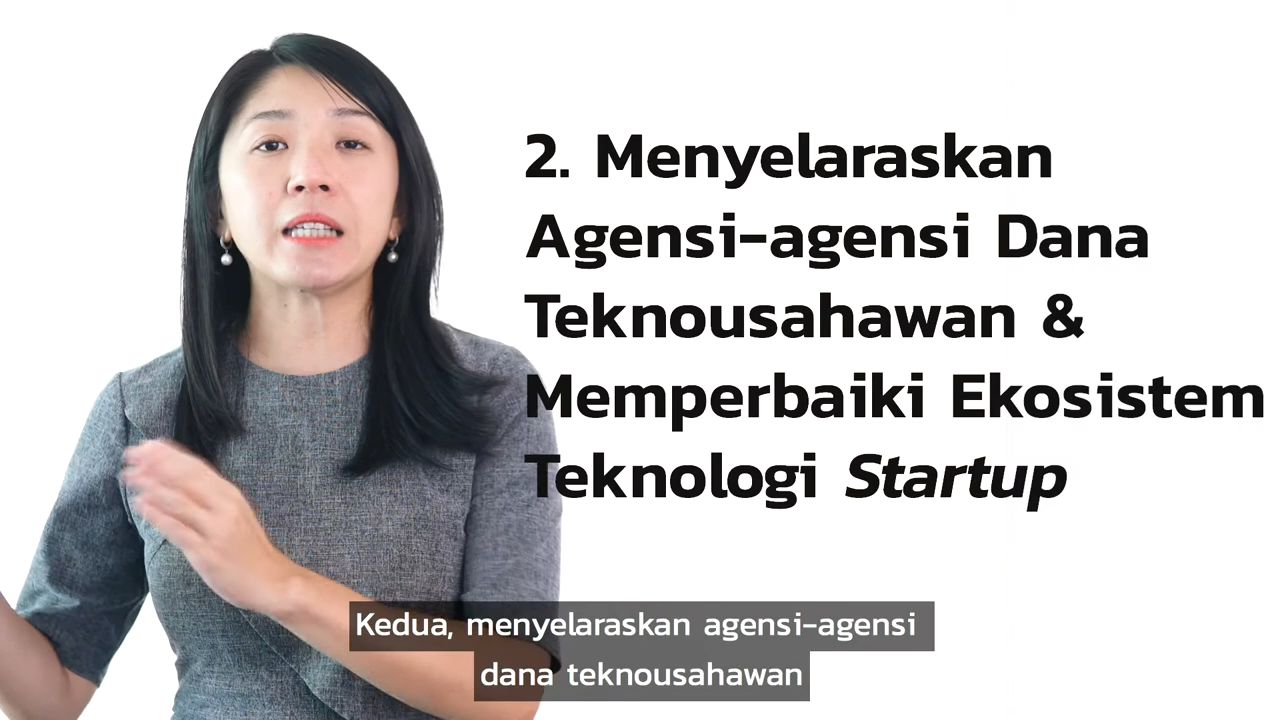 2. Menyelaraskan
Agensi-agensi Dana
Teknousahawan &
Memperbaiki Ekosistem
Teknologi Startup
Kedua, menyelaraskan agensi-agensi
dana teknousahawan